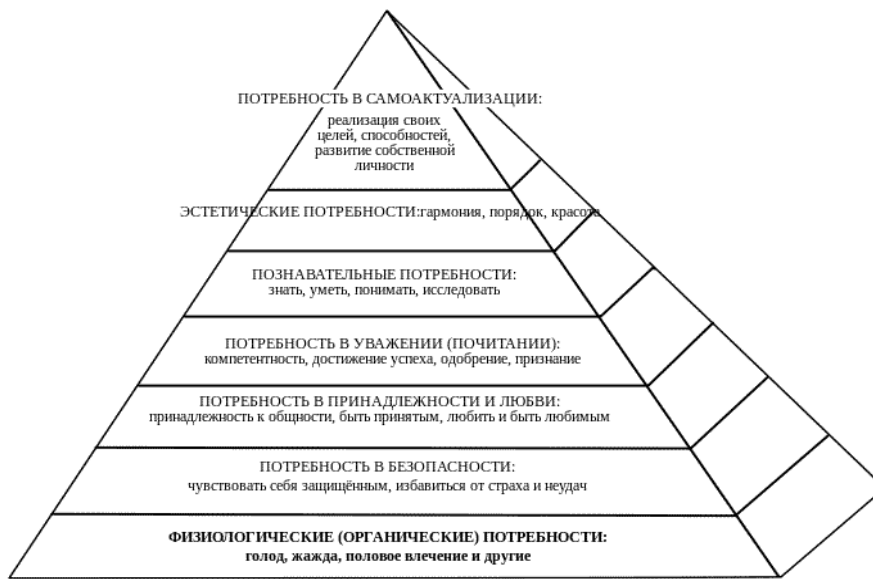 ПОТРЕБНОСТЬ В САМОАКТУАЛИЗАЦИИ:
реализация своих
целей, способностей,
развитие собственной
личности
ЭСТЕТИЧЕСКИЕ ПОТРЕБНОСТИ:гармония, порядок, красота
ПОЗНАВАТЕЛЬНЫЕ ПОТРЕБНОСТИ:
знать, уметь, понимать, исследовать
ПОТРЕБНОСТЬ В УВАЖЕНИИ (ПОЧИТАНИИ):
компетентность, достижение успеха, одобрение, признание
ПОТРЕБНОСТЬ В ПРИНАДЛЕЖНОСТИ И ЛЮБВИ:
принадлежность к общности, быть принятым, любить и быть любимым
ПОТРЕБНОСТЬ В БЕЗОПАСНОСТИ:
чувствовать себя защищённым, избавиться от страха и неудач
ФИЗИОЛОГИЧЕСКИЕ (ОРГАНИЧЕСКИЕ) ПОТРЕБНОСТИ:
голод, жажда, половое влечение и другие